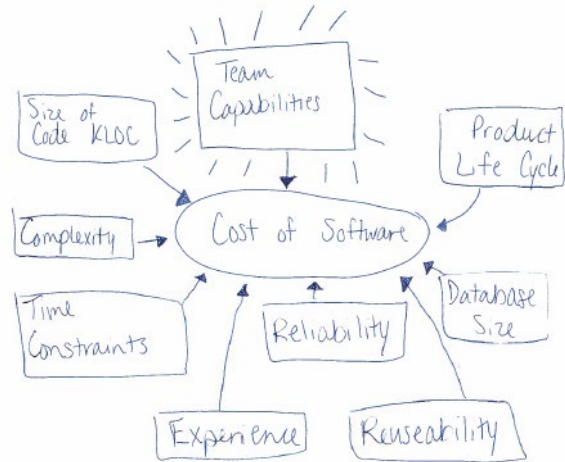 Team
Capabilities
Size of
Code KLOC
Product
Life Cycle
Cost of Software
Complexity
Time
Constraints
Reliability
Database
Size
Experience
Reuseability